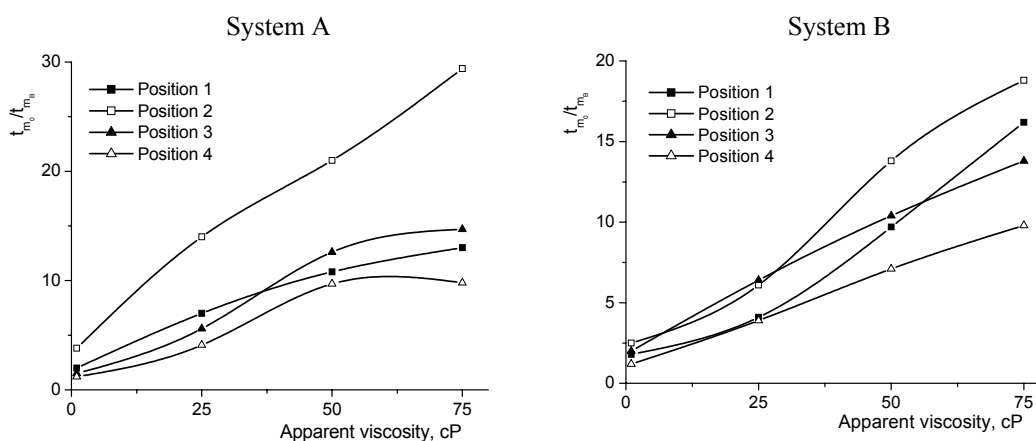 System A
30
20
10
0
t_m₀/t_m_B
Position 1
Position 2
Position 3
Position 4
0 25 50 75
Apparent viscosity, cP
System B
20
15
10
5
0
t_m₀/t_m_B
Position 1
Position 2
Position 3
Position 4
0 25 50 75
Apparent viscosity, cP